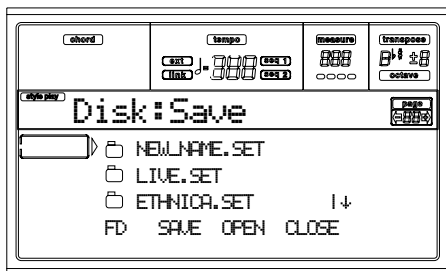 chord tempo measure transpose
ext seq 1
link seq 2
octave
style play Disk:Save page
NEW_NAME.SET
LIVE.SET
ETHNICA.SET
FD SAVE OPEN CLOSE